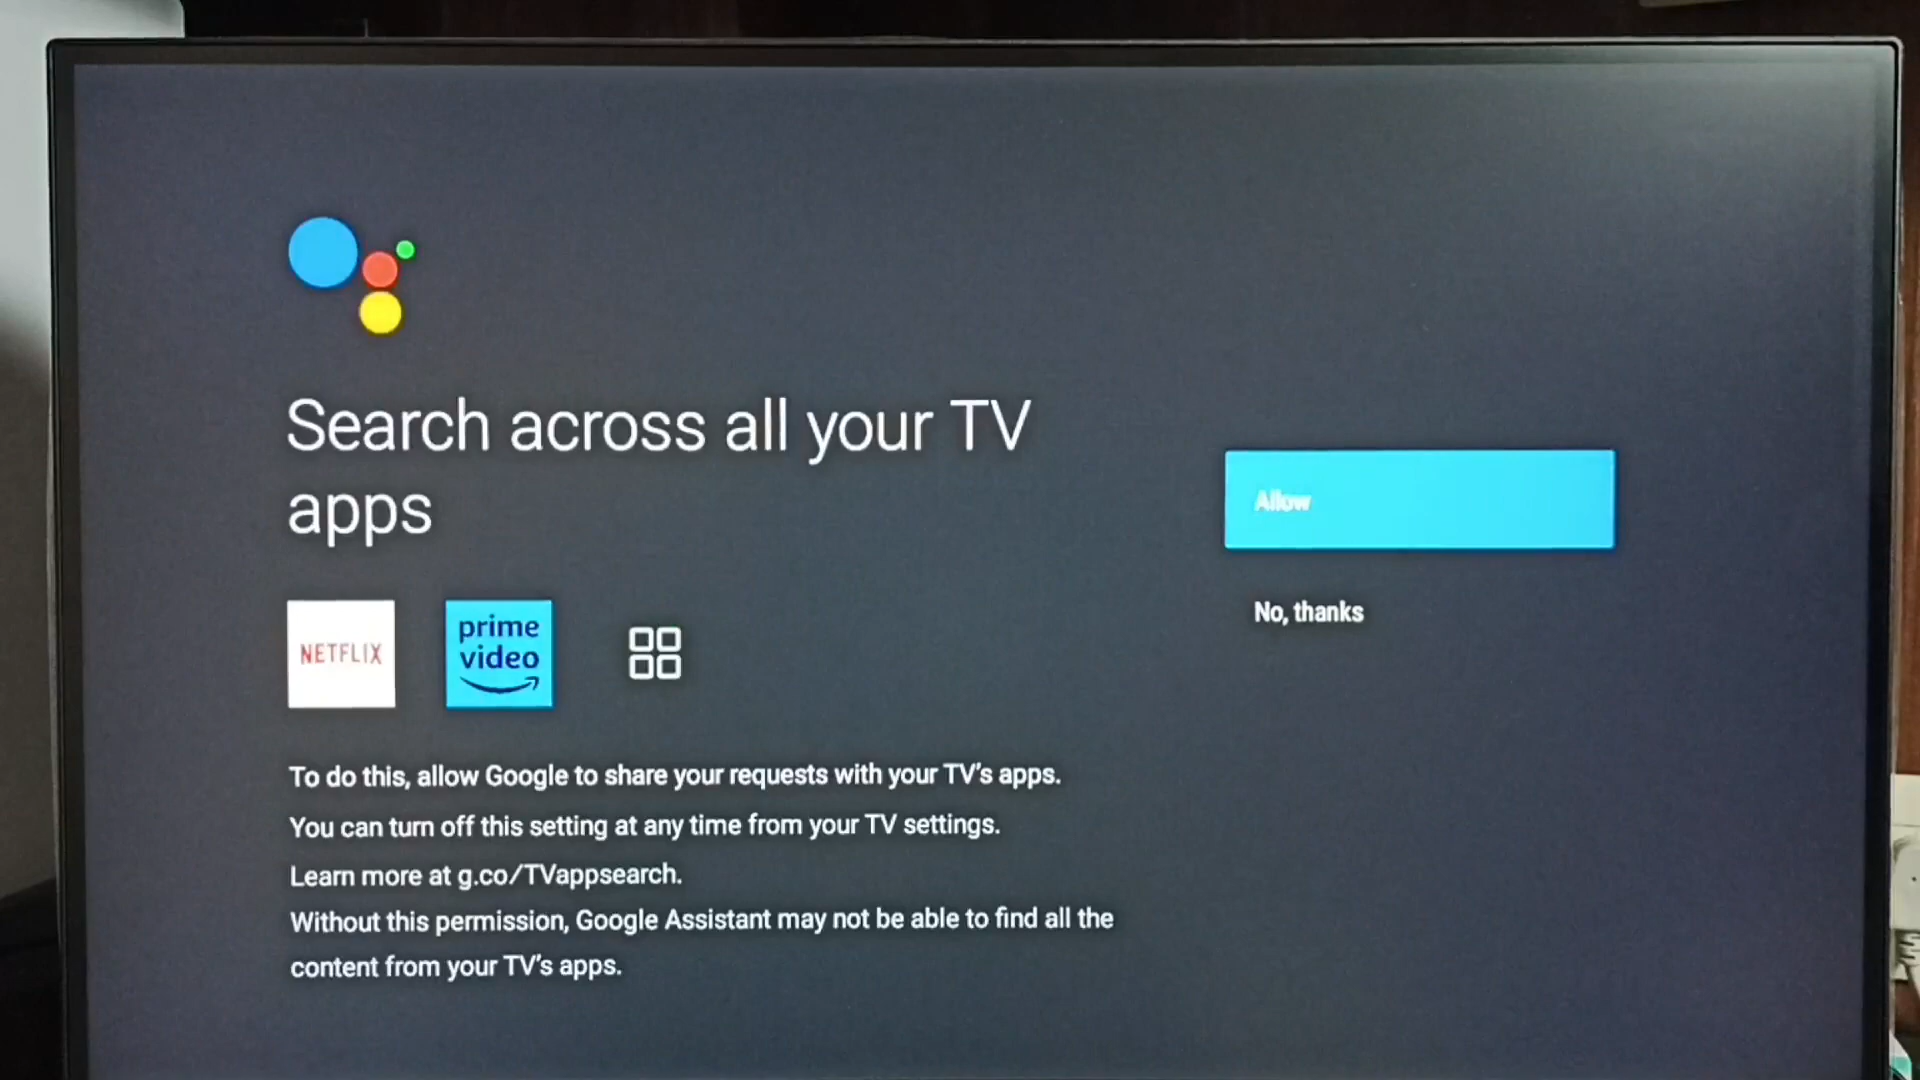 Search across all your TV
apps
Allow
No, thanks
NETFLIX
prime
video
To do this, allow Google to share your requests with your TV's apps.
You can turn off this setting at any time from your TV settings.
Learn more at g.co/TVappsearch.
Without this permission, Google Assistant may not be able to find all the
content from your TV's apps.